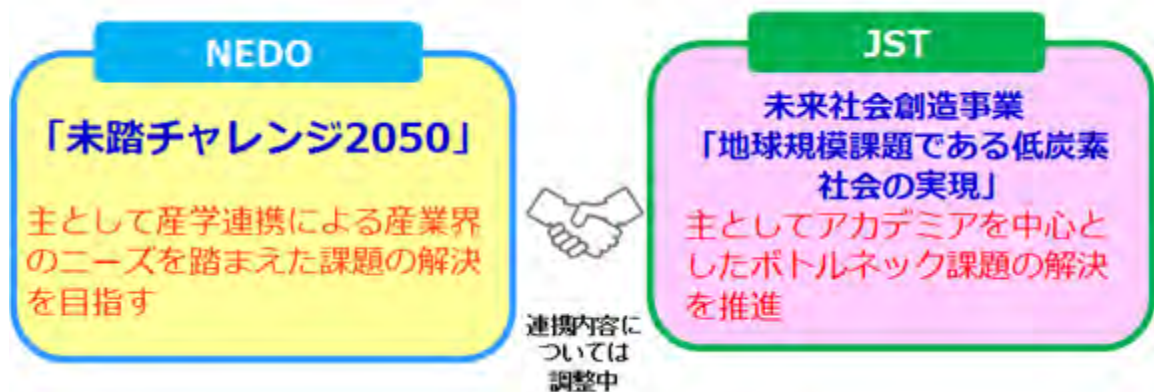 NEDO
「未踏チャレンジ2050」
主として産学連携による産業界
のニーズを踏まえた課題の解決
を目指す
連携内容に
ついては
調整中
JST
未来社会創造事業
「地球規模課題である低炭素
社会の実現」
主としてアカデミアを中心と
したボトルネック課題の解決
を推進